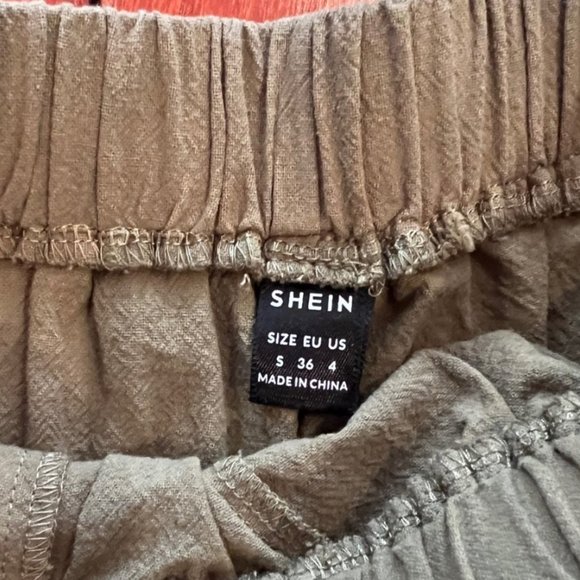 SHEIN
SIZE EU US
S 36 4
MADE IN CHINA